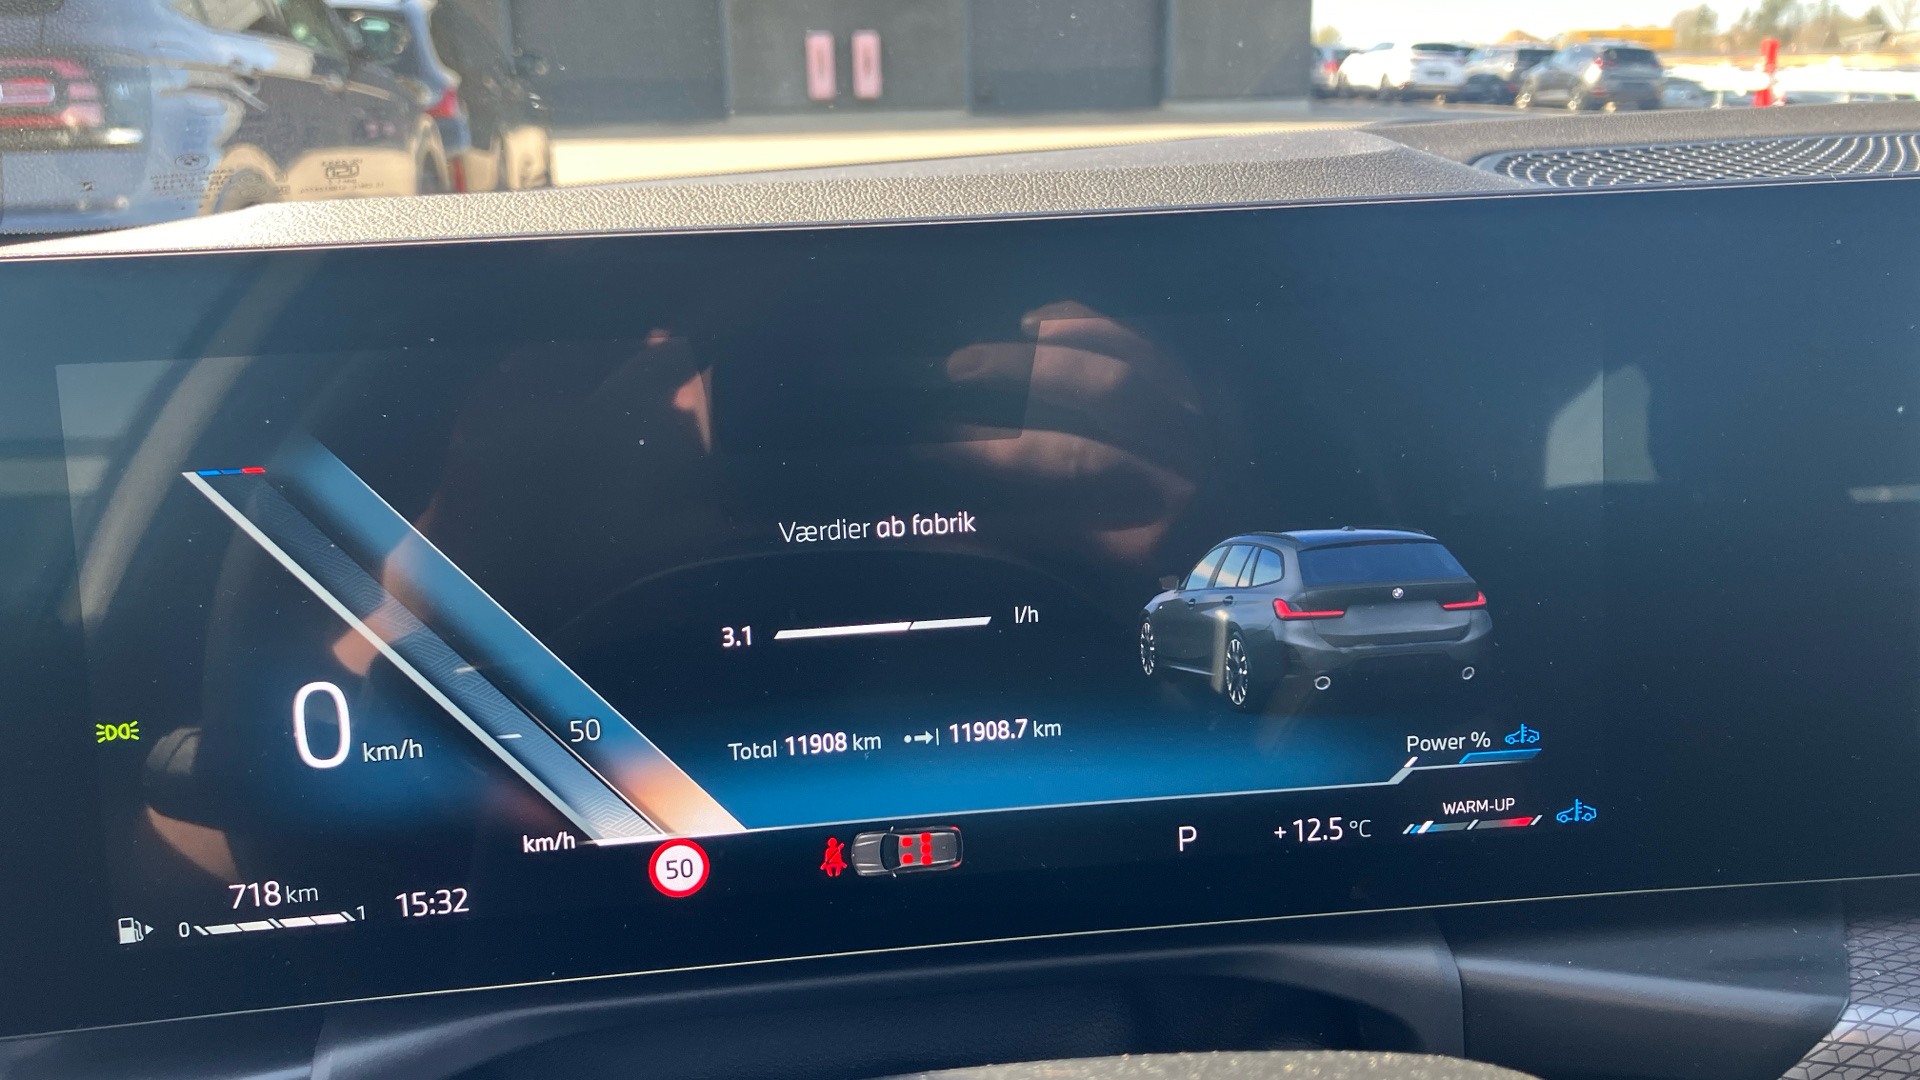 Værdier ab fabrik
3.1 l/h
Total 11908 km 11908.7 km
0 km/h
50
km/h
50
Power %
WARM-UP
P
+ 12.5 °C
718 km
0 1
15:32